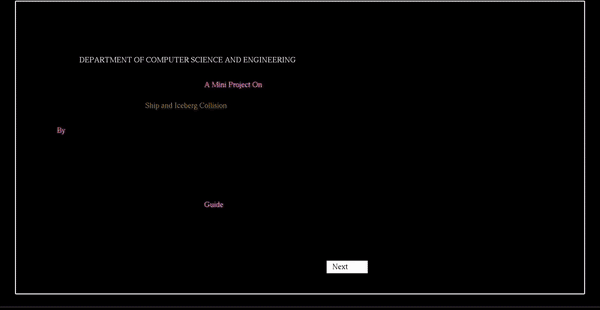 DEPARTMENT OF COMPUTER SCIENCE AND ENGINEERING
A Mini Project On
Ship and Iceberg Collision
By
Guide
Next